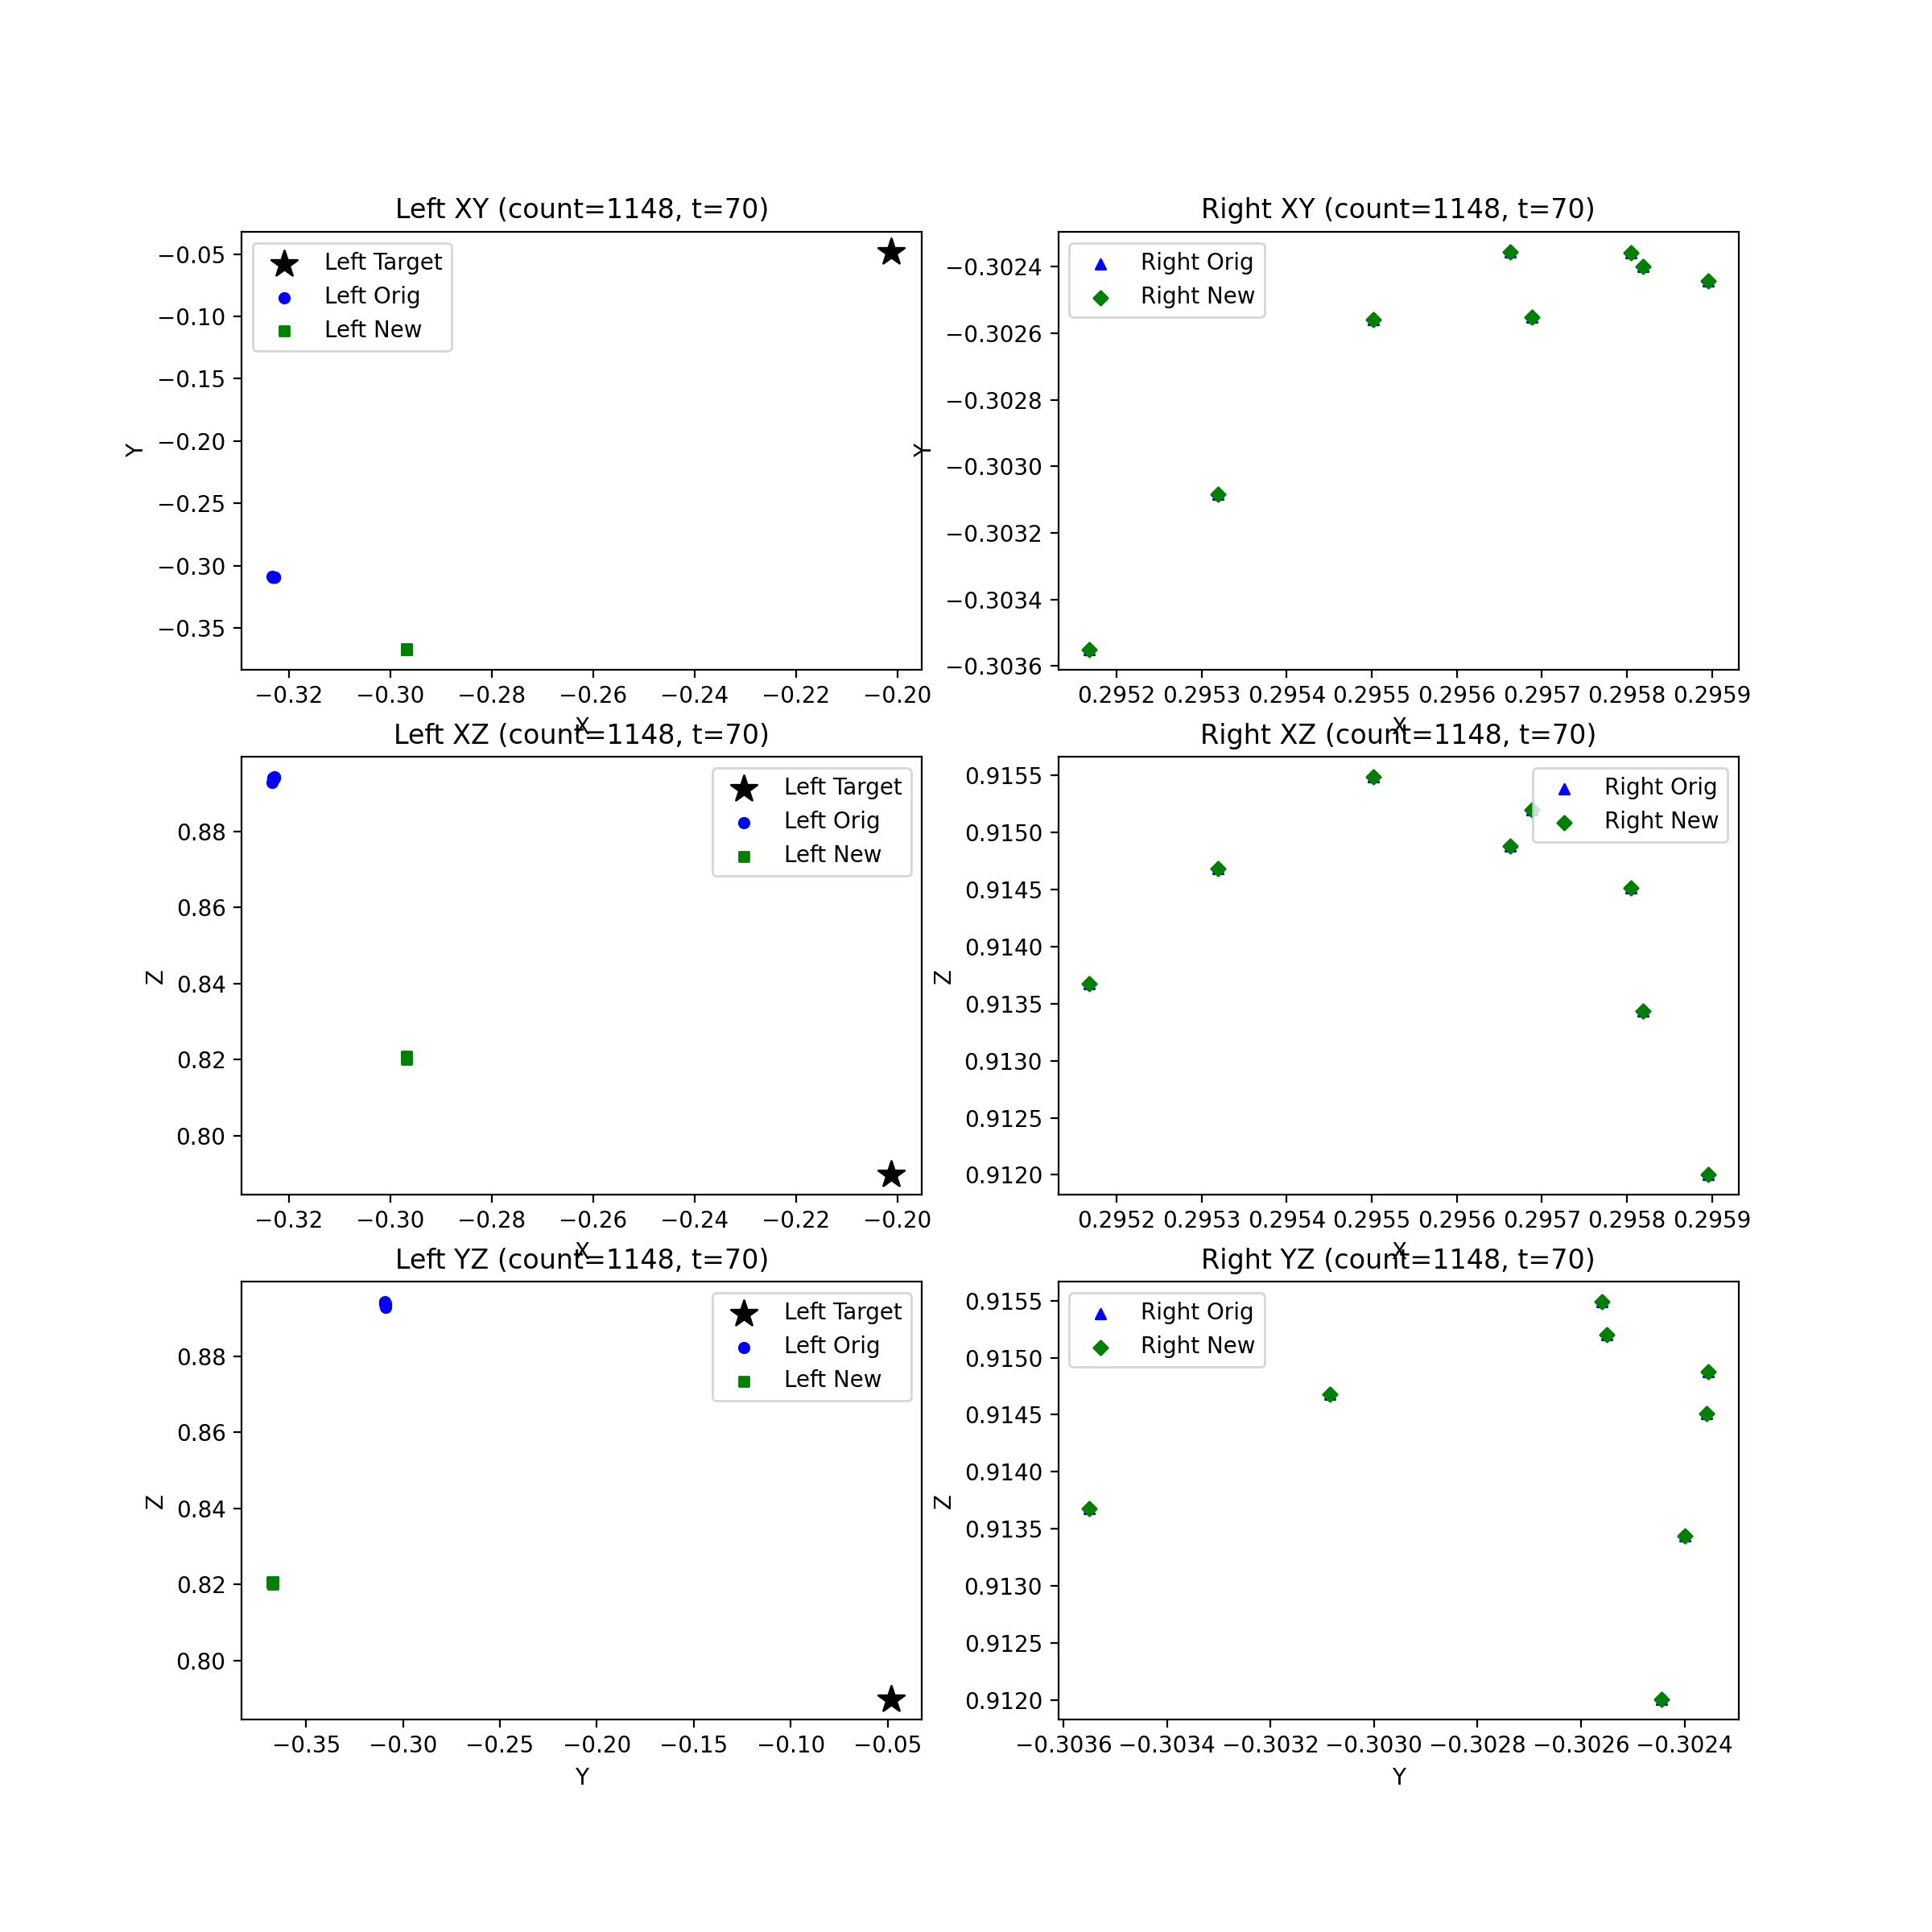 Left XY (count=1148, t=70)
Left Target
Left Orig
Left New
−0.05
−0.10
−0.15
−0.20
−0.25
−0.30
−0.35
Y
−0.32 −0.30 −0.28 −0.26 −0.24 −0.22 −0.20
X
Right XY (count=1148, t=70)
Right Orig
Right New
−0.3024
−0.3026
−0.3028
−0.3030
−0.3032
−0.3034
−0.3036
Y
0.2952 0.2953 0.2954 0.2955 0.2956 0.2957 0.2958 0.2959
X
Left XZ (count=1148, t=70)
Left Target
Left Orig
Left New
0.88
0.86
0.84
0.82
0.80
Z
−0.32 −0.30 −0.28 −0.26 −0.24 −0.22 −0.20
X
Right XZ (count=1148, t=70)
Right Orig
Right New
0.9155
0.9150
0.9145
0.9140
0.9135
0.9130
0.9125
0.9120
Z
0.2952 0.2953 0.2954 0.2955 0.2956 0.2957 0.2958 0.2959
X
Left YZ (count=1148, t=70)
Left Target
Left Orig
Left New
0.88
0.86
0.84
0.82
0.80
Z
−0.35 −0.30 −0.25 −0.20 −0.15 −0.10 −0.05
Y
Right YZ (count=1148, t=70)
Right Orig
Right New
0.9155
0.9150
0.9145
0.9140
0.9135
0.9130
0.9125
0.9120
Z
−0.3036 −0.3034 −0.3032 −0.3030 −0.3028 −0.3026 −0.3024
Y